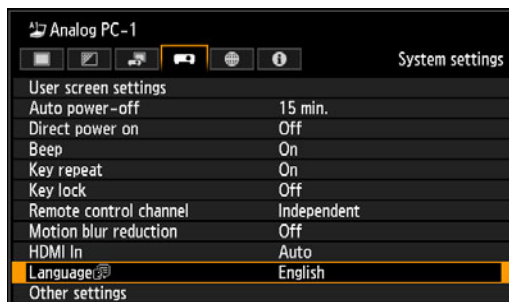 Analog PC-1
System settings
User screen settings
Auto power-off 15 min.
Direct power on Off
Beep On
Key repeat On
Key lock Off
Remote control channel Independent
Motion blur reduction Off
HDMI In Auto
Language English
Other settings